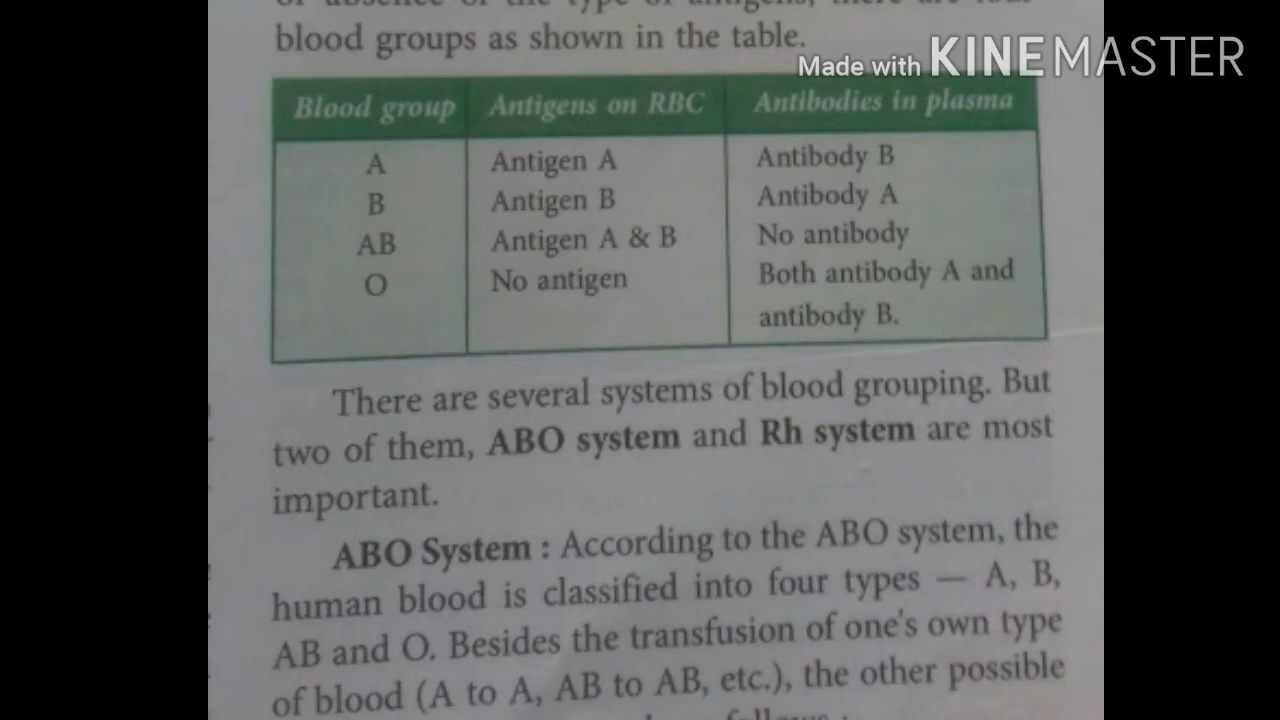 blood groups as shown in the table.
Made with KINEMASTER
Blood group Antigens on RBC Antibodies in plasma
A Antigen A Antibody B
B Antigen B Antibody A
AB Antigen A & B No antibody
O No antigen Both antibody A and
antibody B.
There are several systems of blood grouping. But
two of them, ABO system and Rh system are most
important.
ABO System : According to the ABO system, the
human blood is classified into four types — A, B,
AB and O. Besides the transfusion of one's own type
of blood (A to A, AB to AB, etc.), the other possible